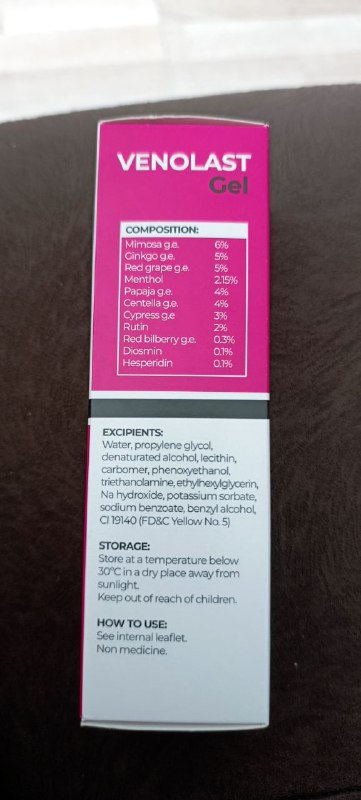 VENOLAST
Gel
COMPOSITION:
Mimosa g.e. 6%
Ginkgo g.e. 5%
Red grape g.e. 5%
Menthol 2.15%
Papaja g.e. 4%
Centella g.e. 4%
Cypress g.e 3%
Rutin 2%
Red bilberry g.e. 0.3%
Diosmin 0.1%
Hesperidin 0.1%
EXCIPIENTS:
Water, propylene glycol,
denaturated alcohol, lecithin,
carbomer, phenoxyethanol,
triethanolamine, ethylhexylglycerin,
Na hydroxide, potassium sorbate,
sodium benzoate, benzyl alcohol,
CI 19140 (FD&C Yellow No. 5)
STORAGE:
Store at a temperature below
30°C in a dry place away from
sunlight.
Keep out of reach of children.
HOW TO USE:
See internal leaflet.
Non medicine.